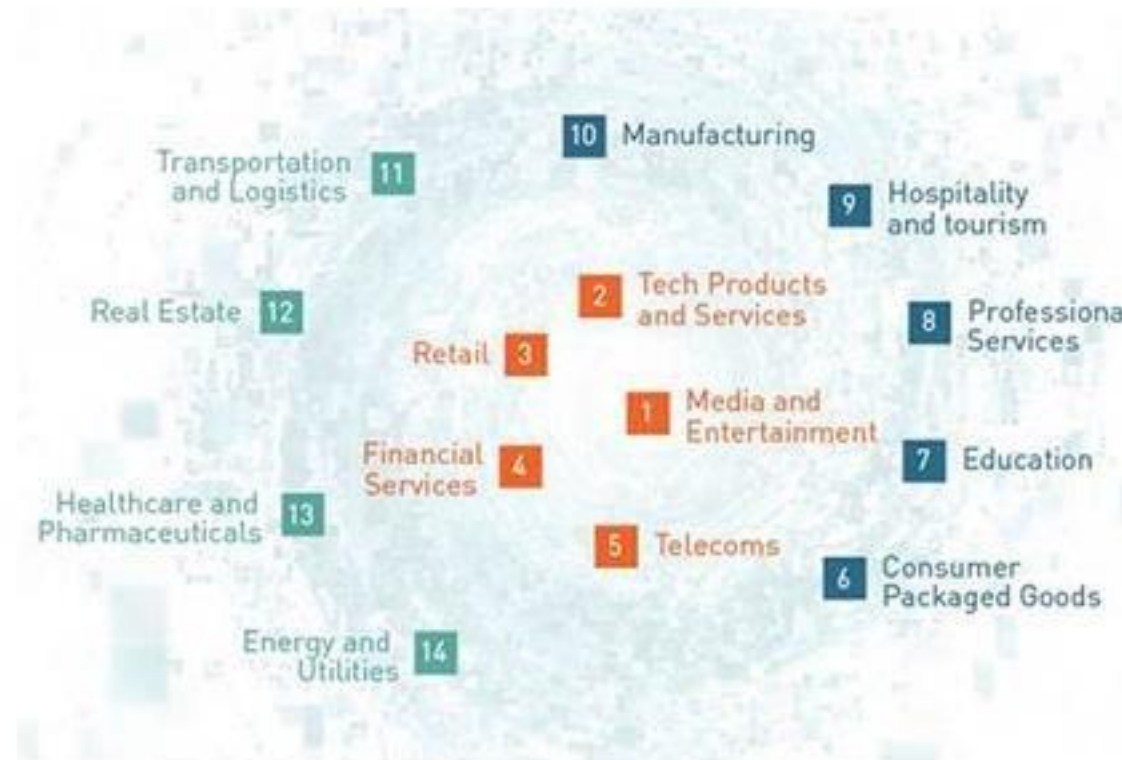 10 Manufacturing
Transportation
and Logistics 11
9 Hospitality
and tourism
2 Tech Products
and Services
Real Estate 12
8 Professiona
Services
Retail 3
1 Media and
Entertainment
Financial
Services 4
7 Education
Healthcare and
Pharmaceuticals 13
5 Telecoms
6 Consumer
Packaged Goods
Energy and
Utilities 14